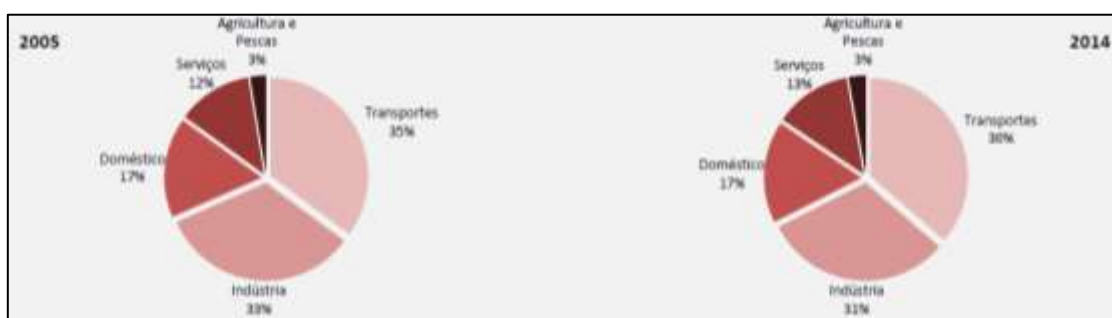 2005
Agricultura e
Pescas
3%
Serviços
12%
Transportes
35%
Doméstico
17%
Indústria
33%
2014
Agricultura e
Pescas
3%
Serviços
13%
Transportes
36%
Doméstico
17%
Indústria
31%